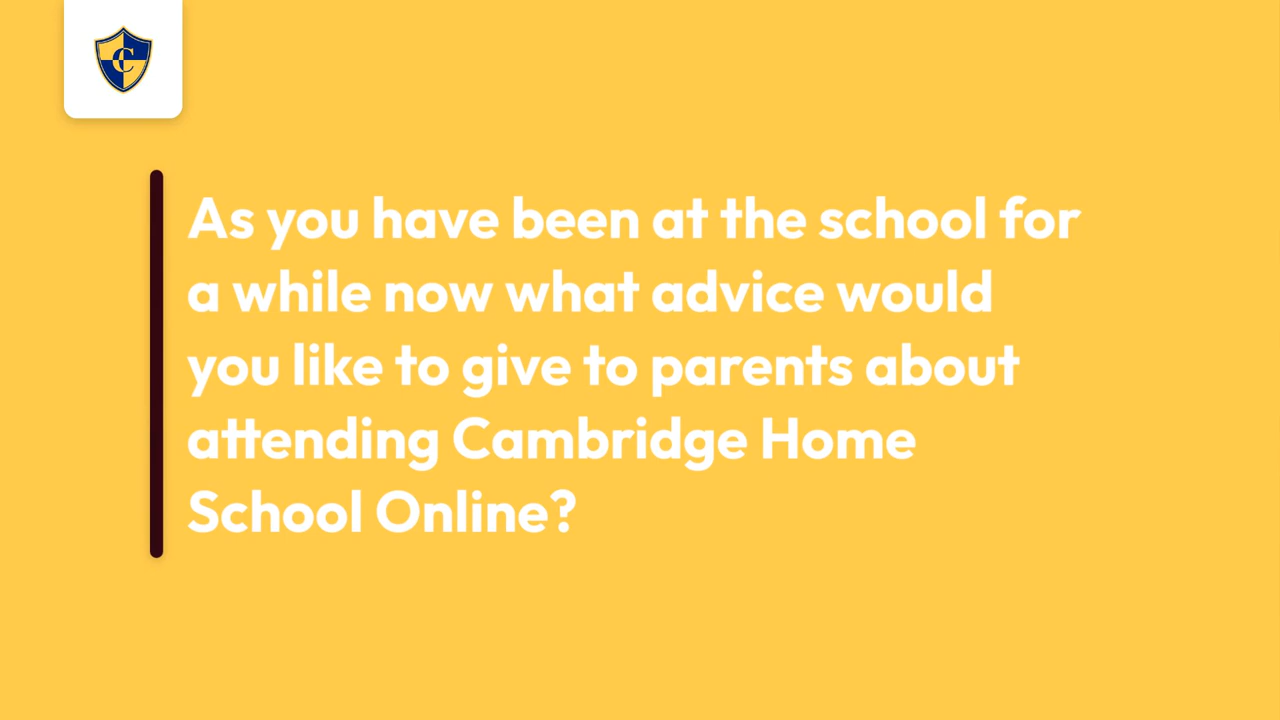 C
As you have been at the school for
a while now what advice would
you like to give to parents about
attending Cambridge Home
School Online?